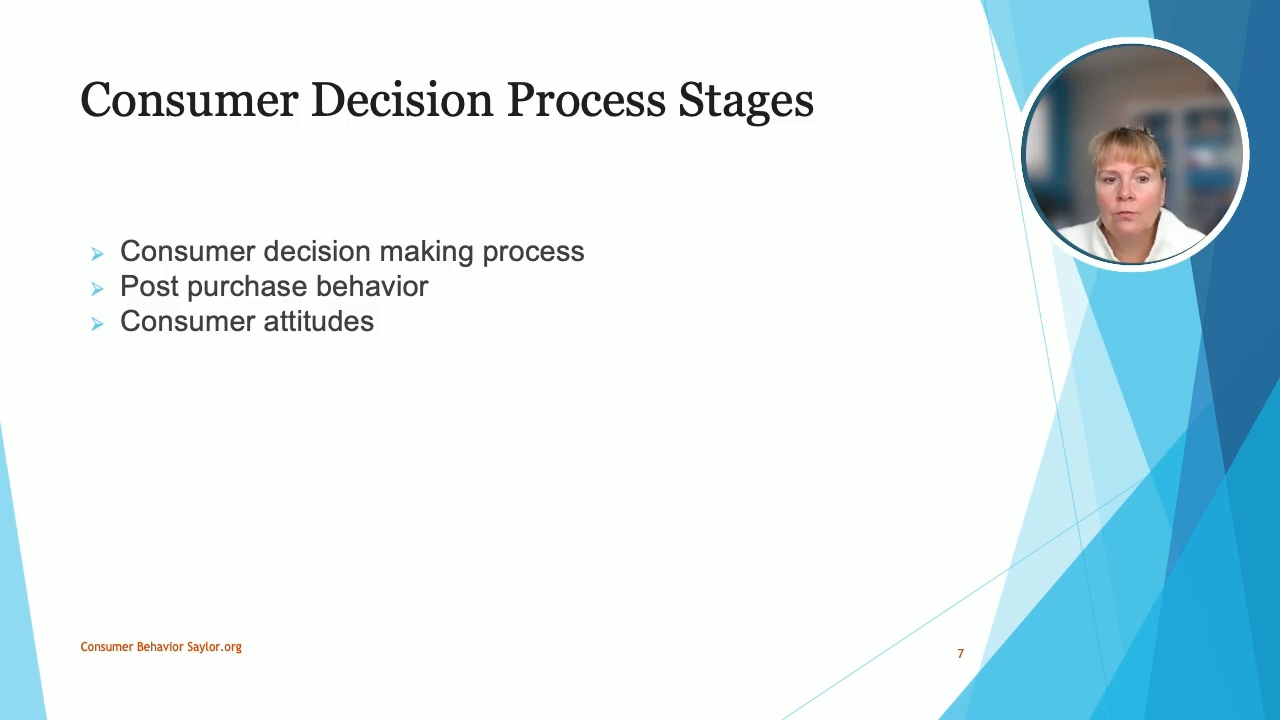 Consumer Decision Process Stages
Consumer decision making process
Post purchase behavior
Consumer attitudes
Consumer Behavior Saylor.org
7